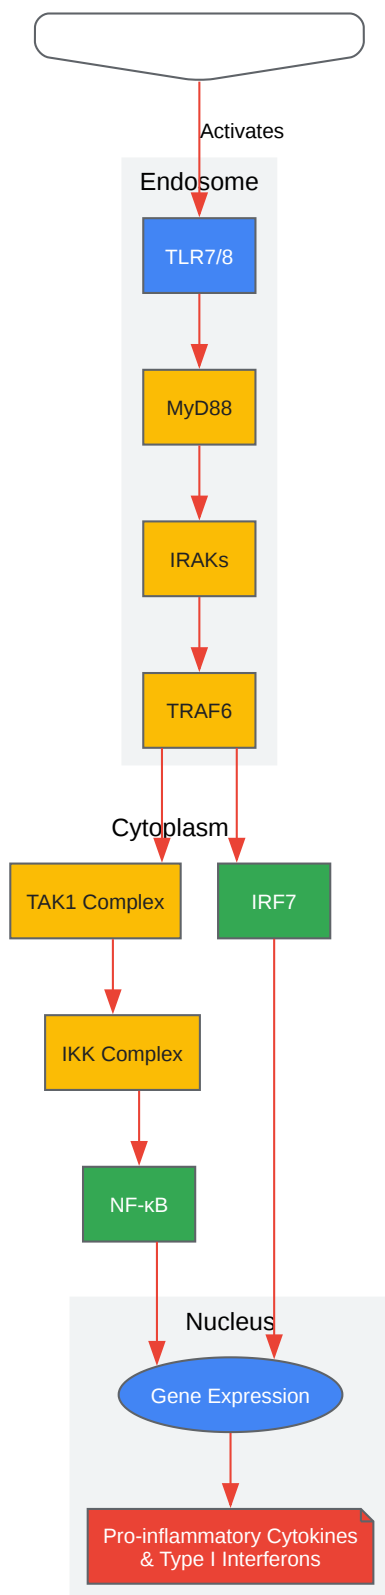 Activates
Endosome
TLR7/8
MyD88
IRAKs
TRAF6
Cytoplasm
TAK1 Complex
IRF7
IKK Complex
NF-κB
Nucleus
Gene Expression
Pro-inflammatory Cytokines
& Type I Interferons